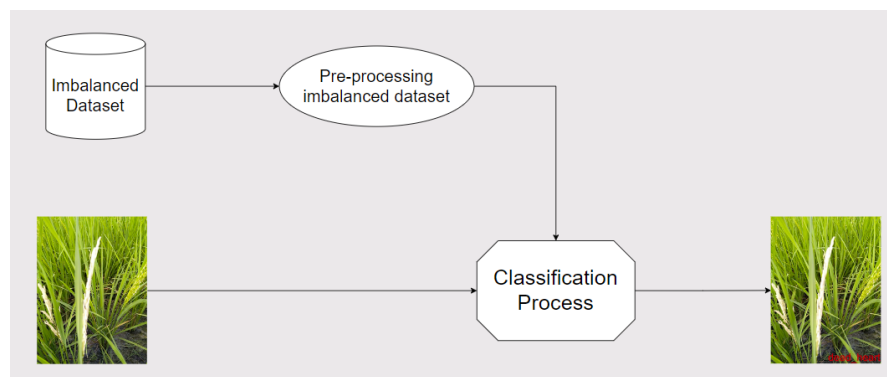 Imbalanced
Dataset
Pre-processing
imbalanced dataset
Classification
Process